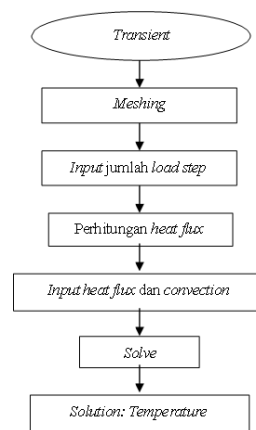 Transient
Meshing
Input jumlah load step
Perhitungan heat flux
Input heat flux dan convection
Solve
Solution: Temperature